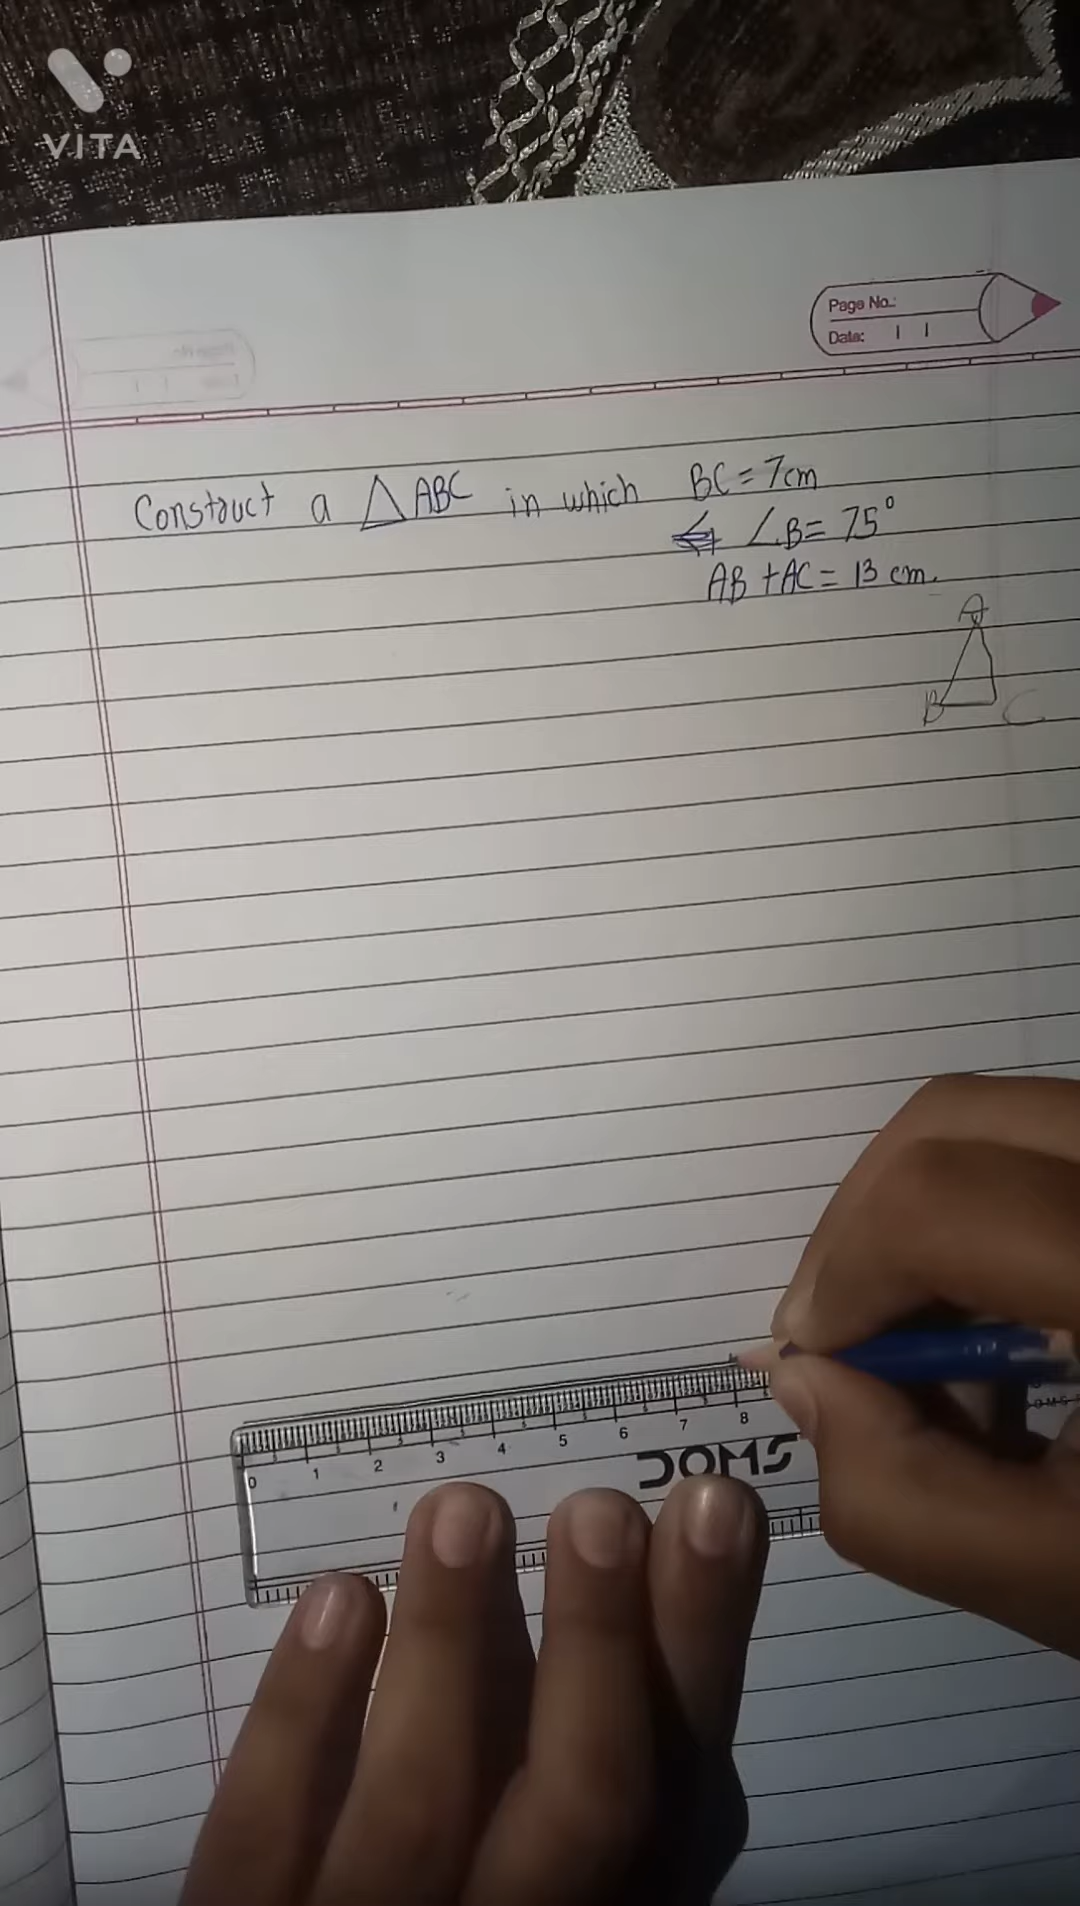 VITA
Page No.:
Date:
Construct a △ABC in which BC = 7cm
∠B = 75°
AB + AC = 13 cm.
A
B C
0 1 2 3 4 5 6 7 8
DOMS